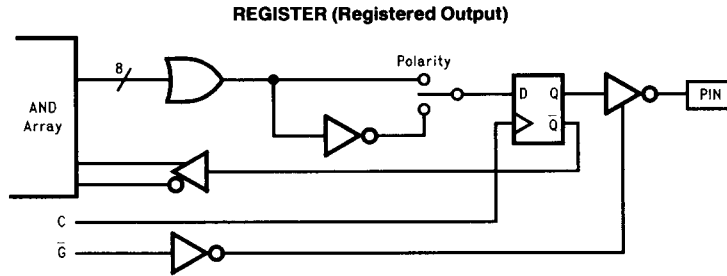 REGISTER (Registered Output)
Polarity
8
AND
Array
D Q
Q̅
PIN
C
G̅